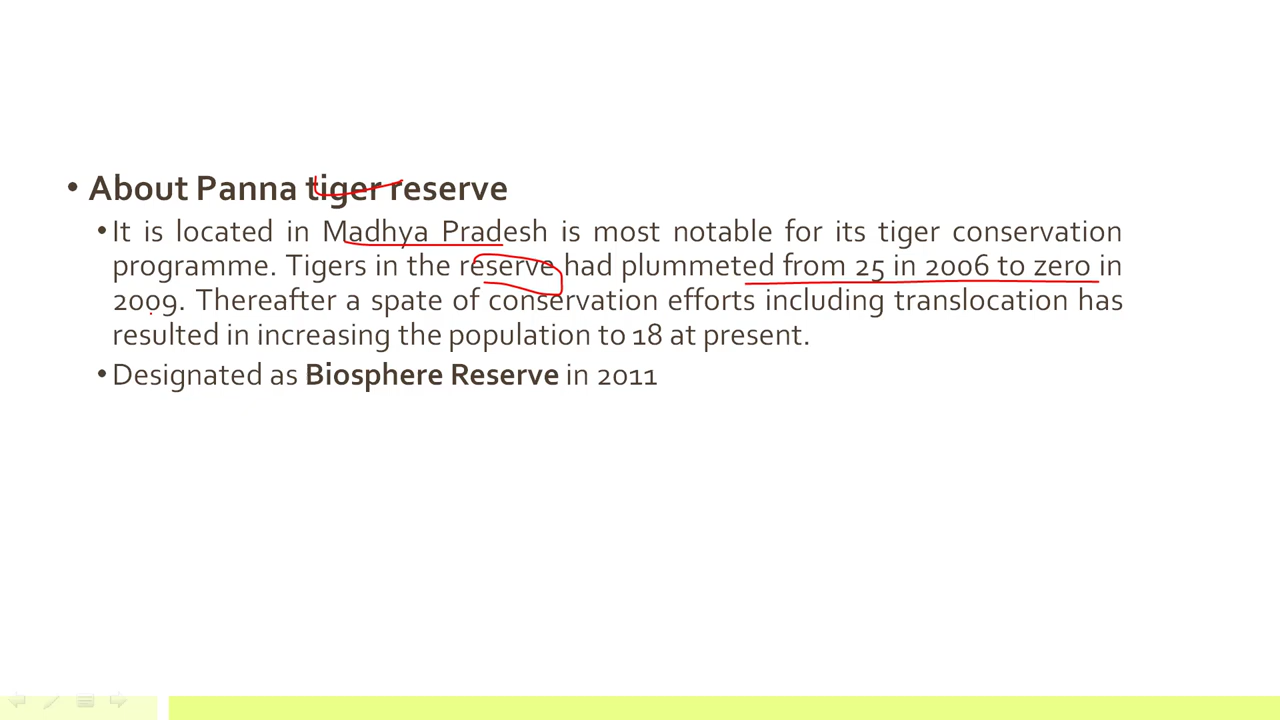 • About Panna tiger reserve
• It is located in Madhya Pradesh is most notable for its tiger conservation
programme. Tigers in the reserve had plummeted from 25 in 2006 to zero in
2009. Thereafter a spate of conservation efforts including translocation has
resulted in increasing the population to 18 at present.
• Designated as Biosphere Reserve in 2011